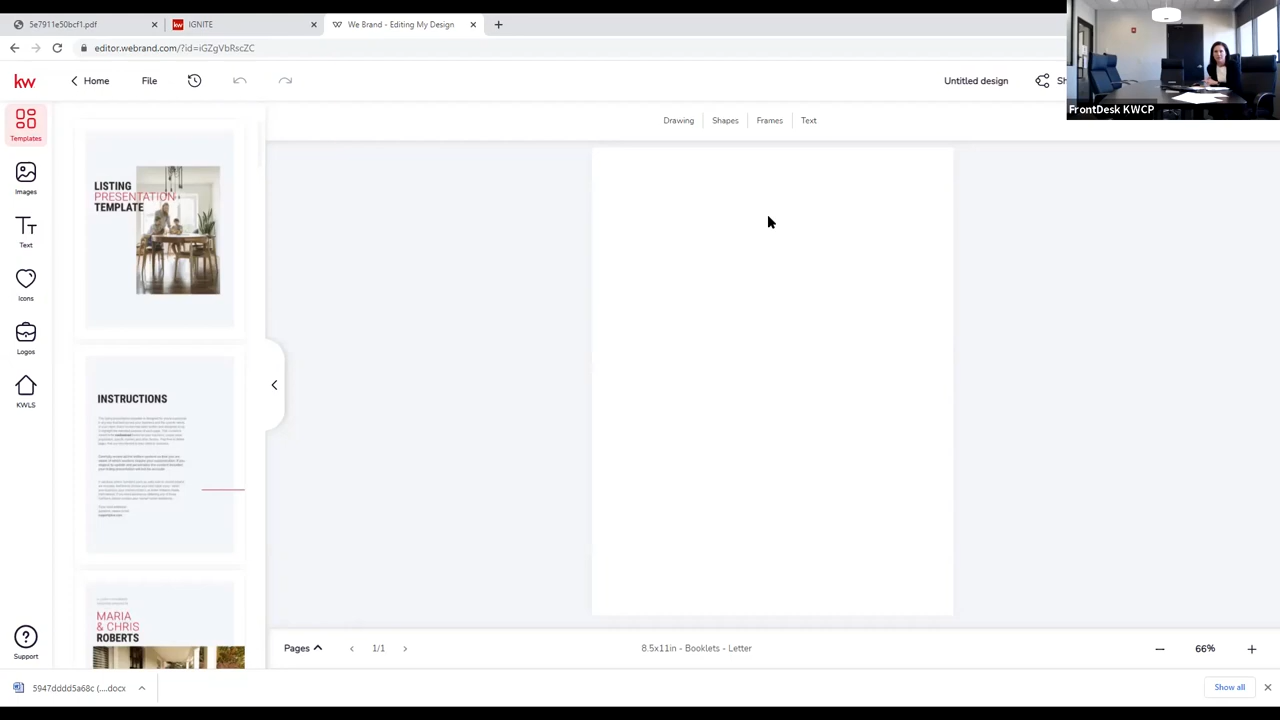 5e7911e50bcf1.pdf
kw IGNITE
We Brand - Editing My Design
editor.webrand.com/?id=iGZgVbRscZC
FrontDesk KWCP
kw
Home
File
Untitled design
Sh
Templates
Images
Text
Icons
Logos
KWLS
Support
Drawing
Shapes
Frames
Text
LISTING
PRESENTATION
TEMPLATE
INSTRUCTIONS
MARIA
& CHRIS
ROBERTS
Pages
1/1
8.5x11in - Booklets - Letter
66%
5947dddd5a68c (....docx
Show all